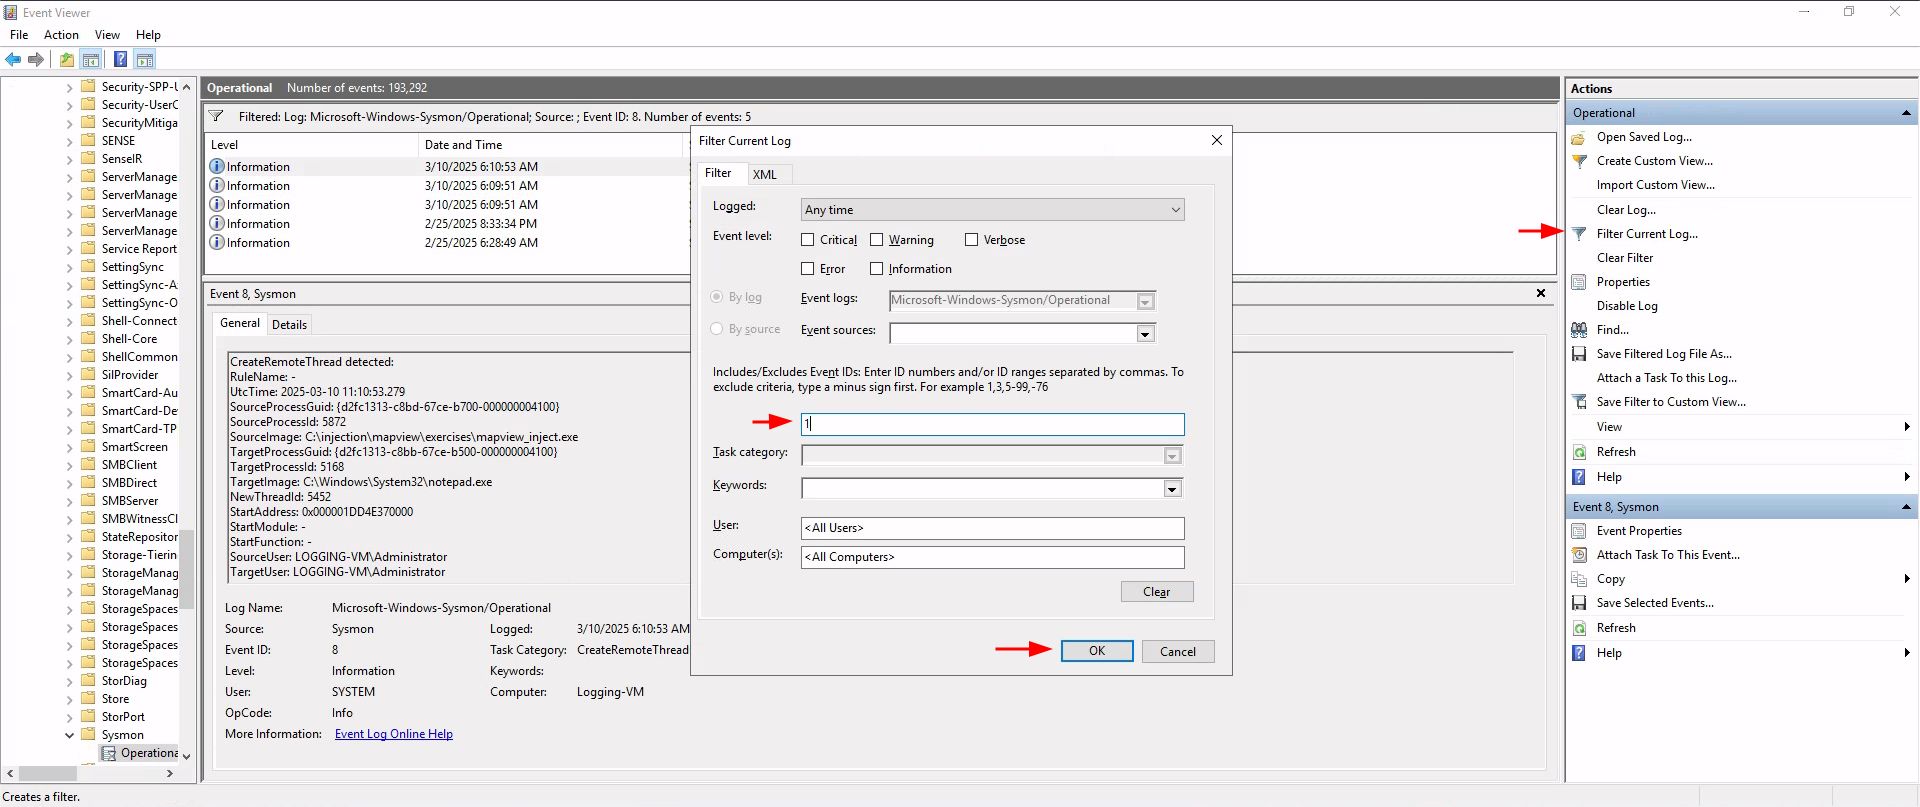 Event Viewer
File Action View Help
Security-SPP-U
Security-UserC
SecurityMitiga
SENSE
SenseIR
ServerManage
ServerManage
ServerManage
ServerManage
Service Report
SettingSync
SettingSync-A
SettingSync-O
Shell-Connect
Shell-Core
ShellCommon
SilProvider
SmartCard-Au
SmartCard-De
SmartCard-TP
SmartScreen
SMBClient
SMBDirect
SMBServer
SMBWitnessCl
StateRepositor
Storage-Tierin
StorageManag
StorageManag
StorageSpaces
StorageSpaces
StorageSpaces
StorageSpaces
StorDiag
Store
StorPort
Sysmon
Operationa
Operational Number of events: 193,292
Filtered: Log: Microsoft-Windows-Sysmon/Operational; Source: ; Event ID: 8. Number of events: 5
Level Date and Time
Information 3/10/2025 6:10:53 AM
Information 3/10/2025 6:09:51 AM
Information 3/10/2025 6:09:51 AM
Information 2/25/2025 8:33:34 PM
Information 2/25/2025 6:28:49 AM
Event 8, Sysmon
General Details
CreateRemoteThread detected:
RuleName: -
UtcTime: 2025-03-10 11:10:53.279
SourceProcessGuid: {d2fc1313-c8bd-67ce-b700-000000004100}
SourceProcessId: 5872
SourceImage: C:\injection\mapview\exercises\mapview_inject.exe
TargetProcessGuid: {d2fc1313-c8bb-67ce-b500-000000004100}
TargetProcessId: 5168
TargetImage: C:\Windows\System32\notepad.exe
NewThreadId: 5452
StartAddress: 0x000001DD4E370000
StartModule: -
StartFunction: -
SourceUser: LOGGING-VM\Administrator
TargetUser: LOGGING-VM\Administrator
Log Name: Microsoft-Windows-Sysmon/Operational
Source: Sysmon Logged: 3/10/2025 6:10:53 AM
Event ID: 8 Task Category: CreateRemoteThread
Level: Information Keywords:
User: SYSTEM Computer: Logging-VM
OpCode: Info
More Information: Event Log Online Help
Filter Current Log
Filter XML
Logged: Any time
Event level: Critical Warning Verbose
Error Information
By log Event logs: Microsoft-Windows-Sysmon/Operational
By source Event sources:
Includes/Excludes Event IDs: Enter ID numbers and/or ID ranges separated by commas. To
exclude criteria, type a minus sign first. For example 1,3,5-99,-76
1
Task category:
Keywords:
User: <All Users>
Computer(s): <All Computers>
Clear
OK Cancel
Actions
Operational
Open Saved Log...
Create Custom View...
Import Custom View...
Clear Log...
Filter Current Log...
Clear Filter
Properties
Disable Log
Find...
Save Filtered Log File As...
Attach a Task To this Log...
Save Filter to Custom View...
View
Refresh
Help
Event 8, Sysmon
Event Properties
Attach Task To This Event...
Copy
Save Selected Events...
Refresh
Help
Creates a filter.